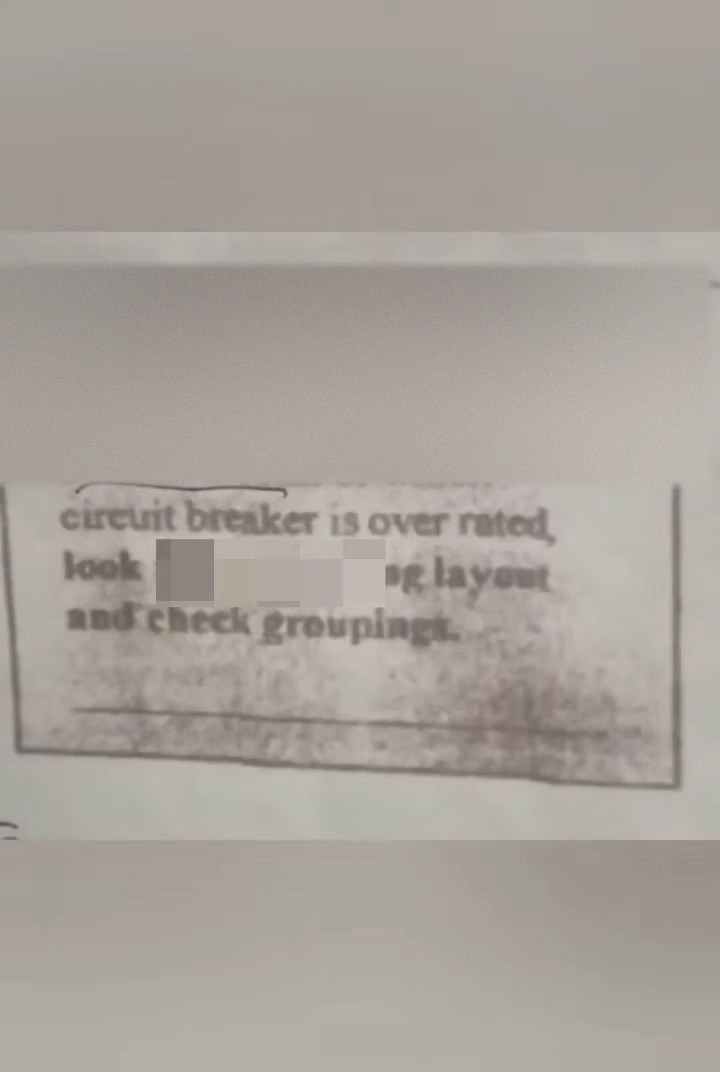 circuit breaker is over rated,
look layout
and check groupings.